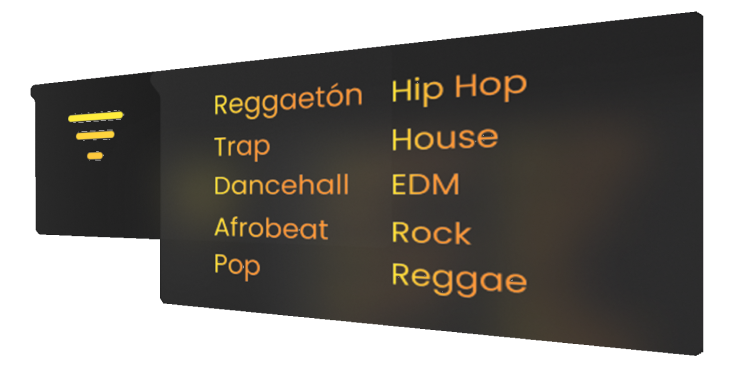 Reggaetón
Trap
Dancehall
Afrobeat
Pop
Hip Hop
House
EDM
Rock
Reggae